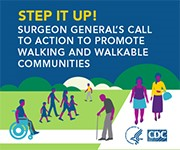 STEP IT UP!
SURGEON GENERAL'S CALL
TO ACTION TO PROMOTE
WALKING AND WALKABLE
COMMUNITIES
CDC